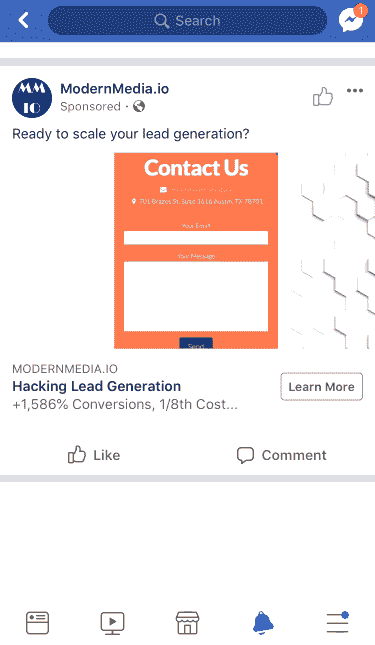 Search
1
MM
IO
ModernMedia.io
Sponsored ·
Ready to scale your lead generation?
Contact Us
701 Brazos St, Suite 1616 Austin, TX 78701
Your Email
Your Message
Send
MODERNMEDIA.IO
Hacking Lead Generation
+1,586% Conversions, 1/8th Cost...
Learn More
Like
Comment